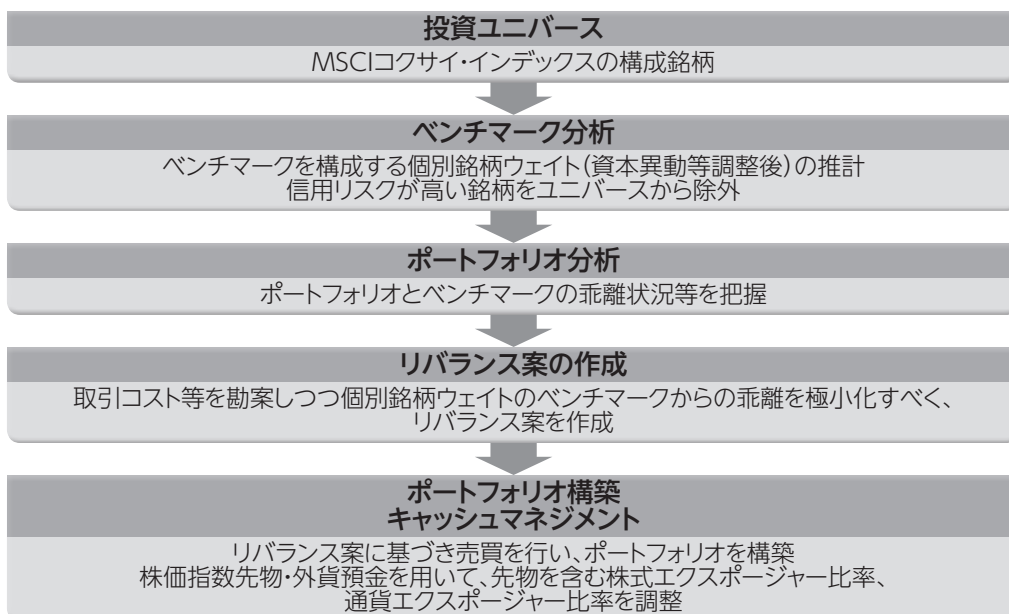 投資ユニバース
MSCIコクサイ・インデックスの構成銘柄
ベンチマーク分析
ベンチマークを構成する個別銘柄ウェイト(資本異動等調整後)の推計
信用リスクが高い銘柄をユニバースから除外
ポートフォリオ分析
ポートフォリオとベンチマークの乖離状況等を把握
リバランス案の作成
取引コスト等を勘案しつつ個別銘柄ウェイトのベンチマークからの乖離を極小化すべく、
リバランス案を作成
ポートフォリオ構築
キャッシュマネジメント
リバランス案に基づき売買を行い、ポートフォリオを構築
株価指数先物・外貨預金を用いて、先物を含む株式エクスポージャー比率、
通貨エクスポージャー比率を調整